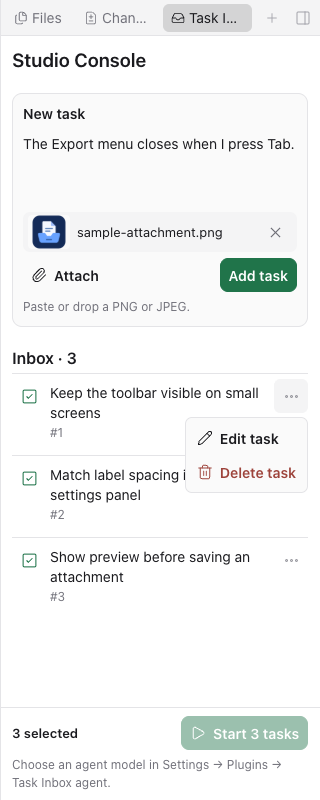 Files
Chan...
Task I...
Studio Console
New task
The Export menu closes when I press Tab.
sample-attachment.png
Attach
Add task
Paste or drop a PNG or JPEG.
Inbox · 3
Keep the toolbar visible on small
screens
#1
Edit task
Delete task
Match label spacing
settings panel
#2
Show preview before saving an
attachment
#3
3 selected
Start 3 tasks
Choose an agent model in Settings → Plugins →
Task Inbox agent.